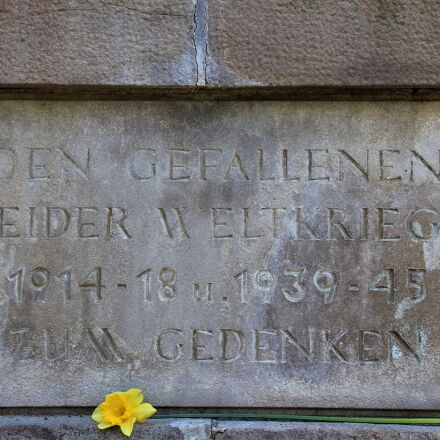 DEN GEFALLENEN
EIDER WELTKRIEG
1914-18 u. 1939-45
ZUM GEDENKEN